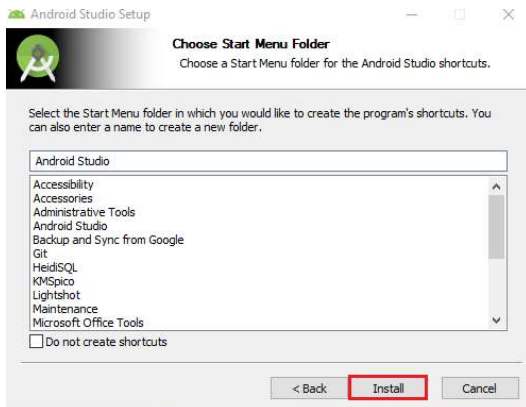 Android Studio Setup
Choose Start Menu Folder
Choose a Start Menu folder for the Android Studio shortcuts.
Select the Start Menu folder in which you would like to create the program's shortcuts. You
can also enter a name to create a new folder.
Android Studio
Accessibility
Accessories
Administrative Tools
Android Studio
Backup and Sync from Google
Git
HeidiSQL
KMSpico
Lightshot
Maintenance
Microsoft Office Tools
Do not create shortcuts
< Back Install Cancel